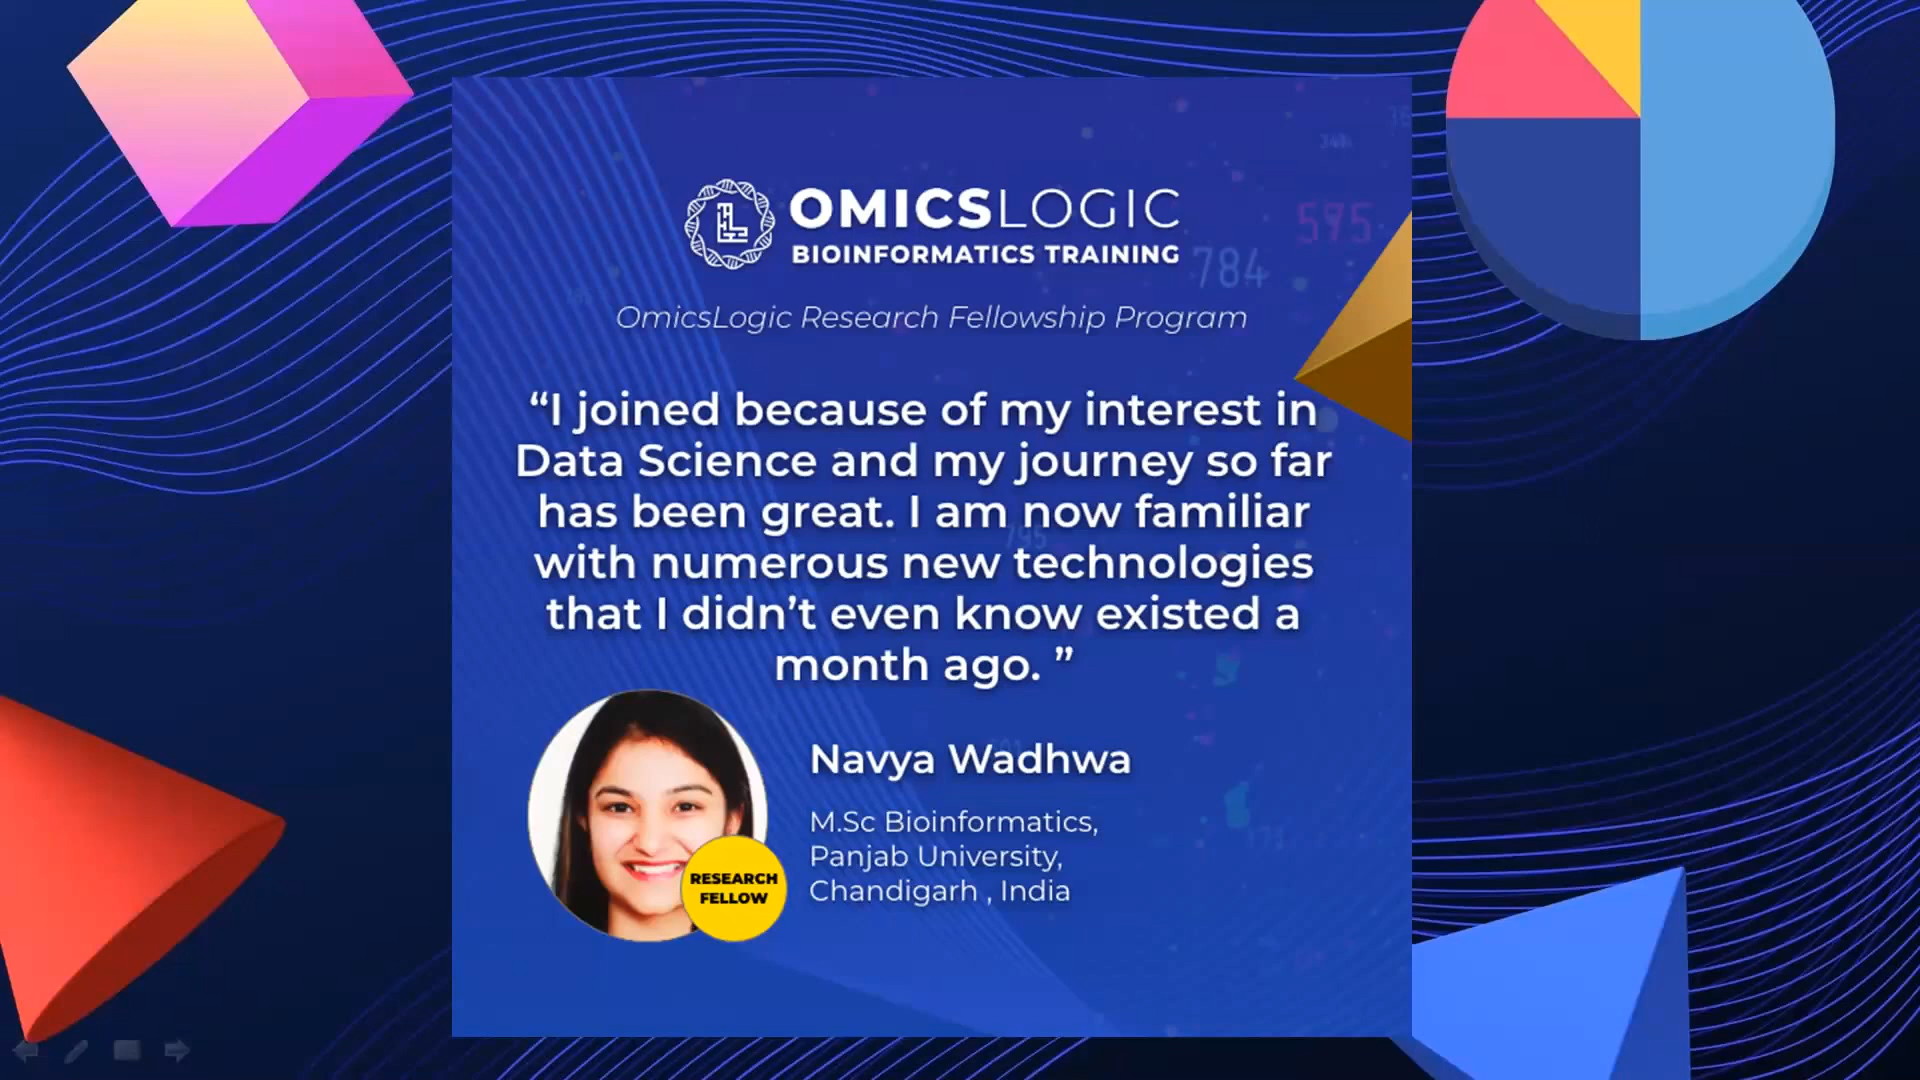 OMICSLOGIC
BIOINFORMATICS TRAINING
595
784
OmicsLogic Research Fellowship Program
“I joined because of my interest in
Data Science and my journey so far
has been great. I am now familiar
with numerous new technologies
that I didn’t even know existed a
month ago. ”
Navya Wadhwa
M.Sc Bioinformatics,
Panjab University,
Chandigarh , India
RESEARCH
FELLOW